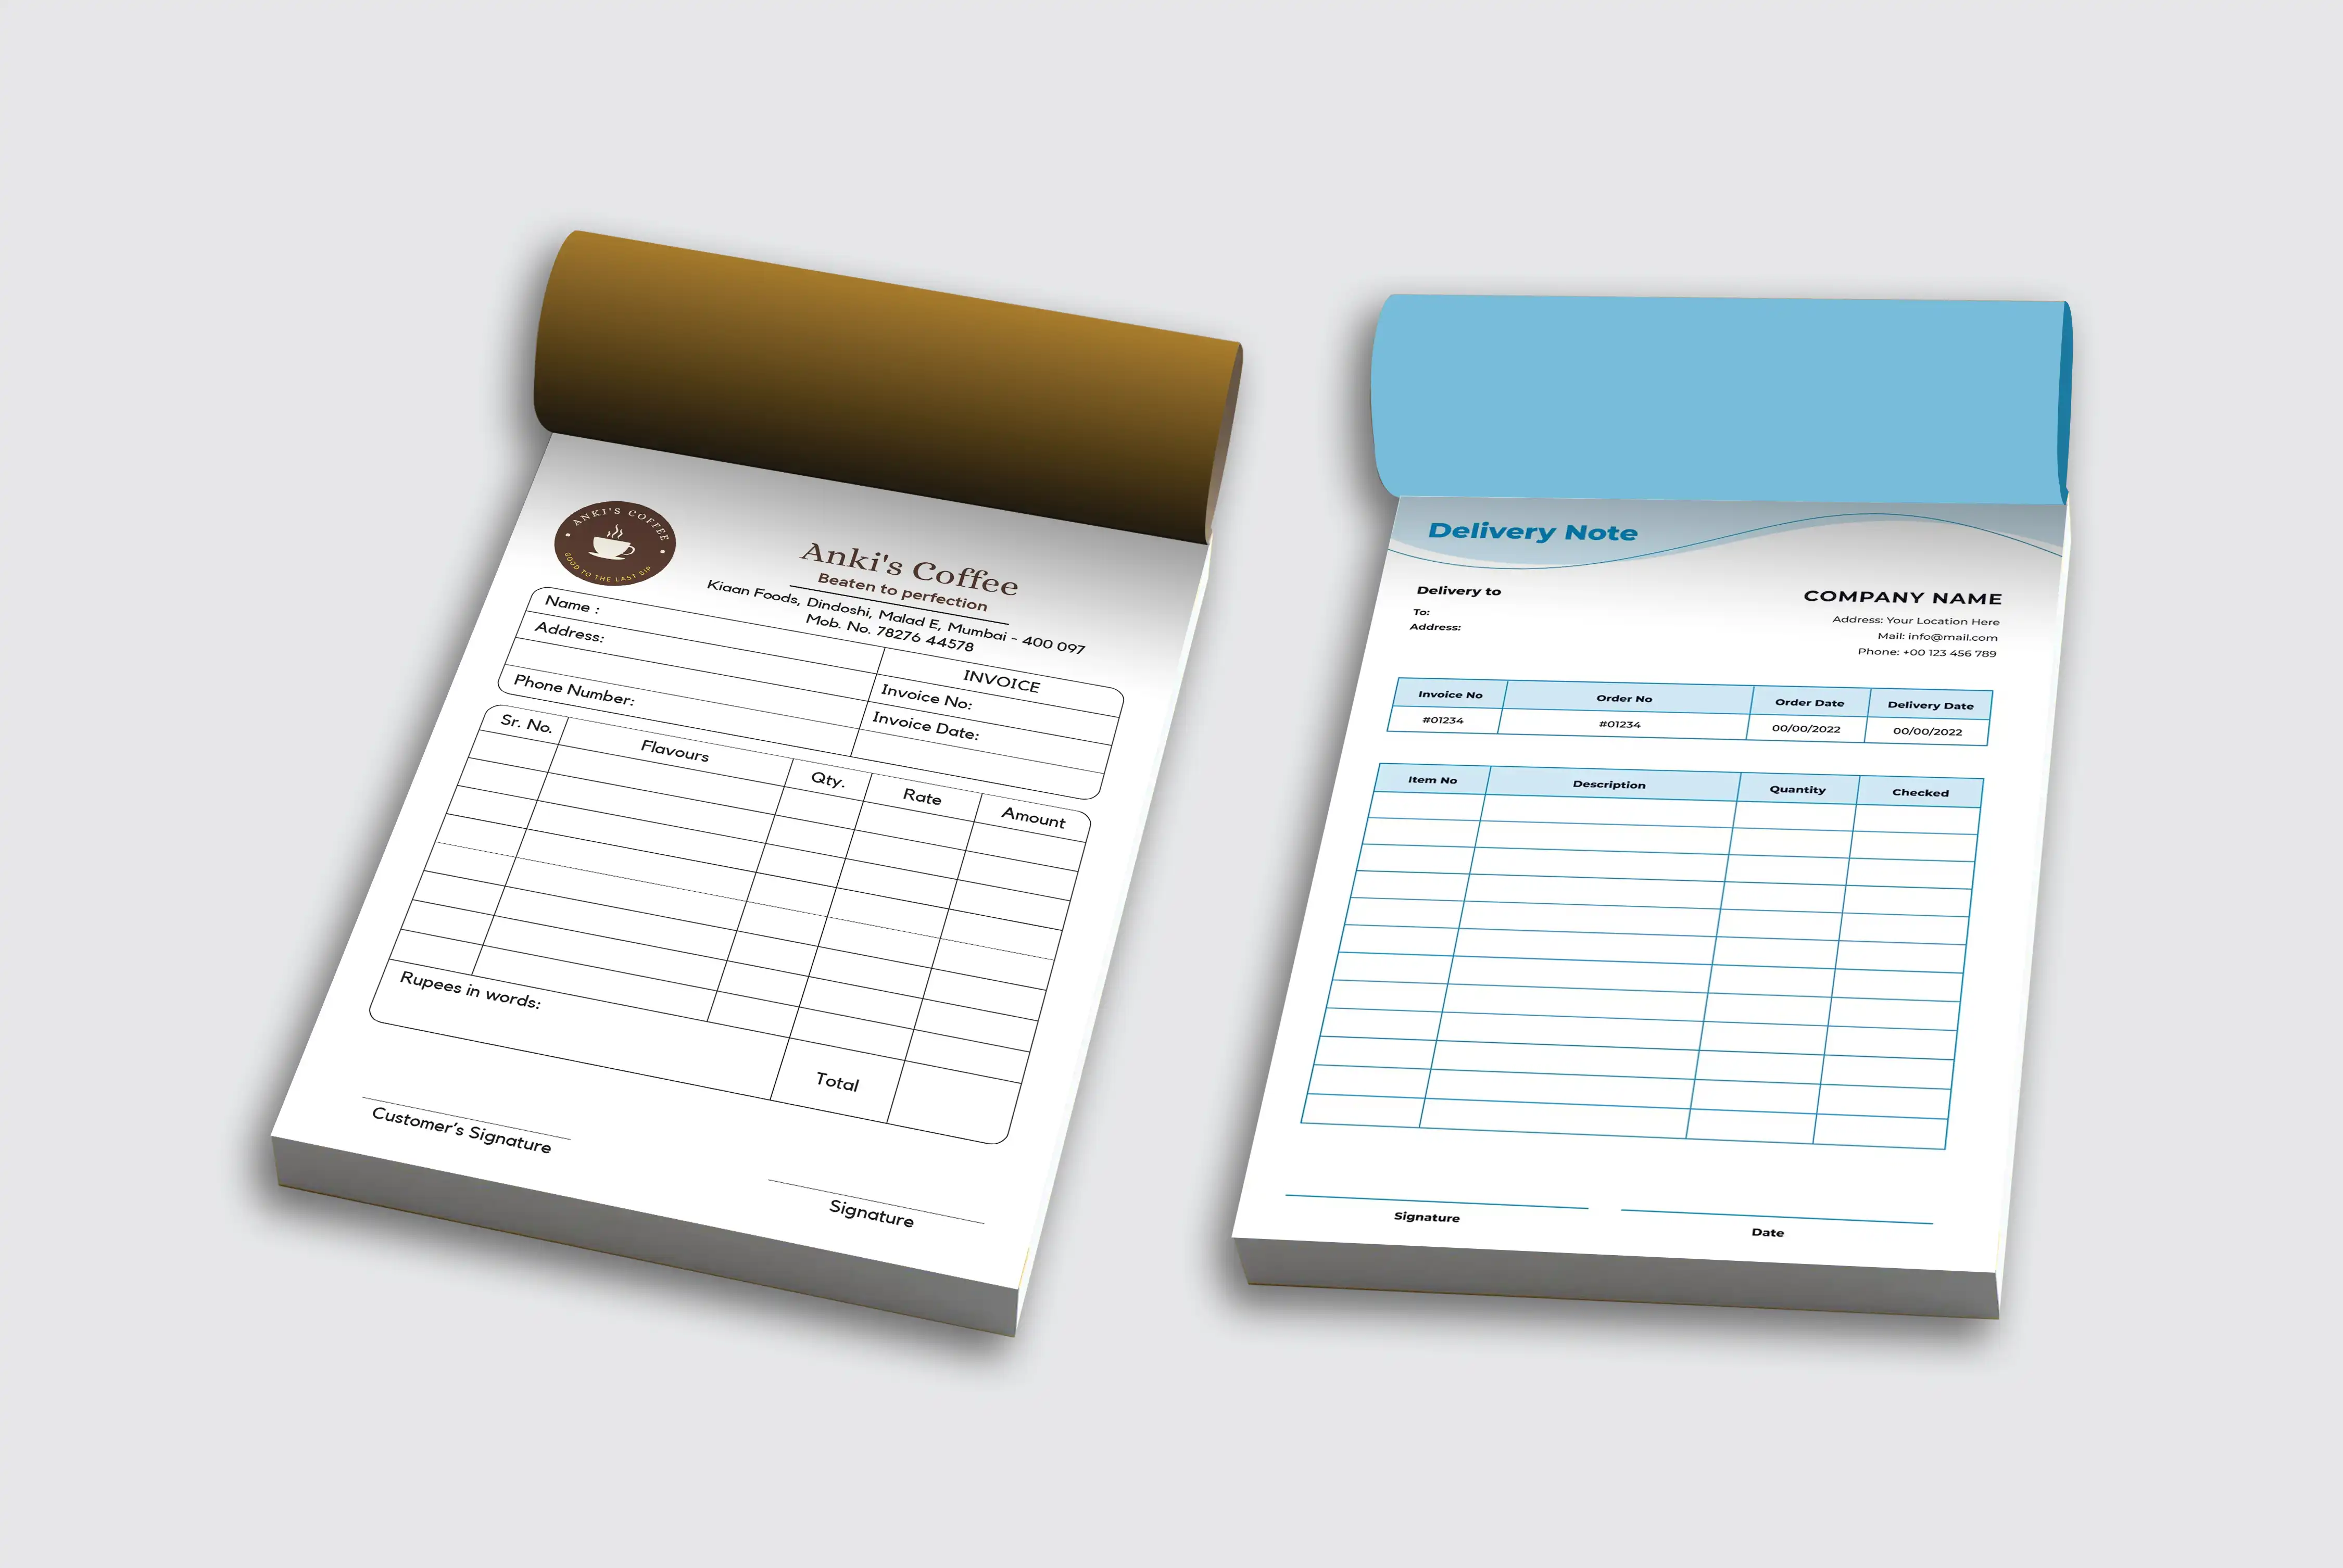 ANKI'S COFFEE
GOOD TO THE LAST SIP
Anki's Coffee
Beaten to perfection
Kiaan Foods, Dindoshi, Malad E, Mumbai - 400 097
Mob. No. 78276 44578
Name :
Address:
Phone Number:
INVOICE
Invoice No:
Invoice Date:
Sr. No. Flavours Qty. Rate Amount
Rupees in words:
Total
Customer's Signature
Signature
Delivery Note
Delivery to
To:
Address:
COMPANY NAME
Address: Your Location Here
Mail: info@mail.com
Phone: +00 123 456 789
Invoice No Order No Order Date Delivery Date
#01234 #01234 00/00/2022 00/00/2022
Item No Description Quantity Checked
Signature
Date